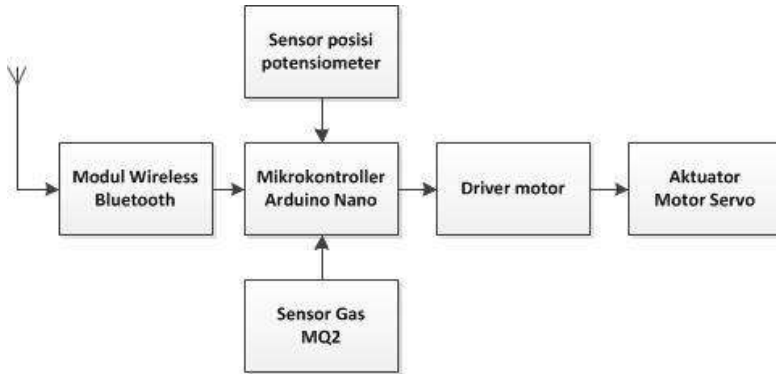 Sensor posisi
potensiometer
Modul Wireless
Bluetooth
Mikrokontroller
Arduino Nano
Driver motor
Aktuator
Motor Servo
Sensor Gas
MQ2